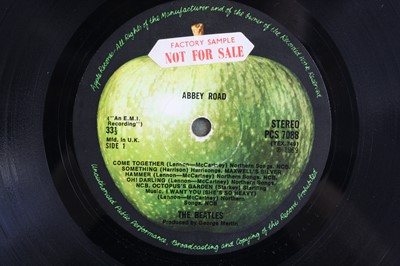 Apple Records. All Rights of the Manufacturer and of the Owner of the Recorded Work Reserved
FACTORY SAMPLE
NOT FOR SALE
ABBEY ROAD
("An E.M.I.
Recording")
33⅓
Mfd. in U.K.
SIDE 1
STEREO
PCS 7088
COME TOGETHER (Lennon—McCartney) Northern Songs. NCB.
SOMETHING (Harrison) Harrisongs. MAXWELL'S SILVER
HAMMER (Lennon—McCartney) Northern Songs.
OH! DARLING (Lennon—McCartney) Northern Songs.
NCB. OCTOPUS'S GARDEN (Starkey) Startling
Music. I WANT YOU (SHE'S SO HEAVY)
(Lennon—McCartney) Northern
Songs. NCB
THE BEATLES
Produced by George Martin
Unauthorised Public Performance, Broadcasting and Copying of this Record Prohibited